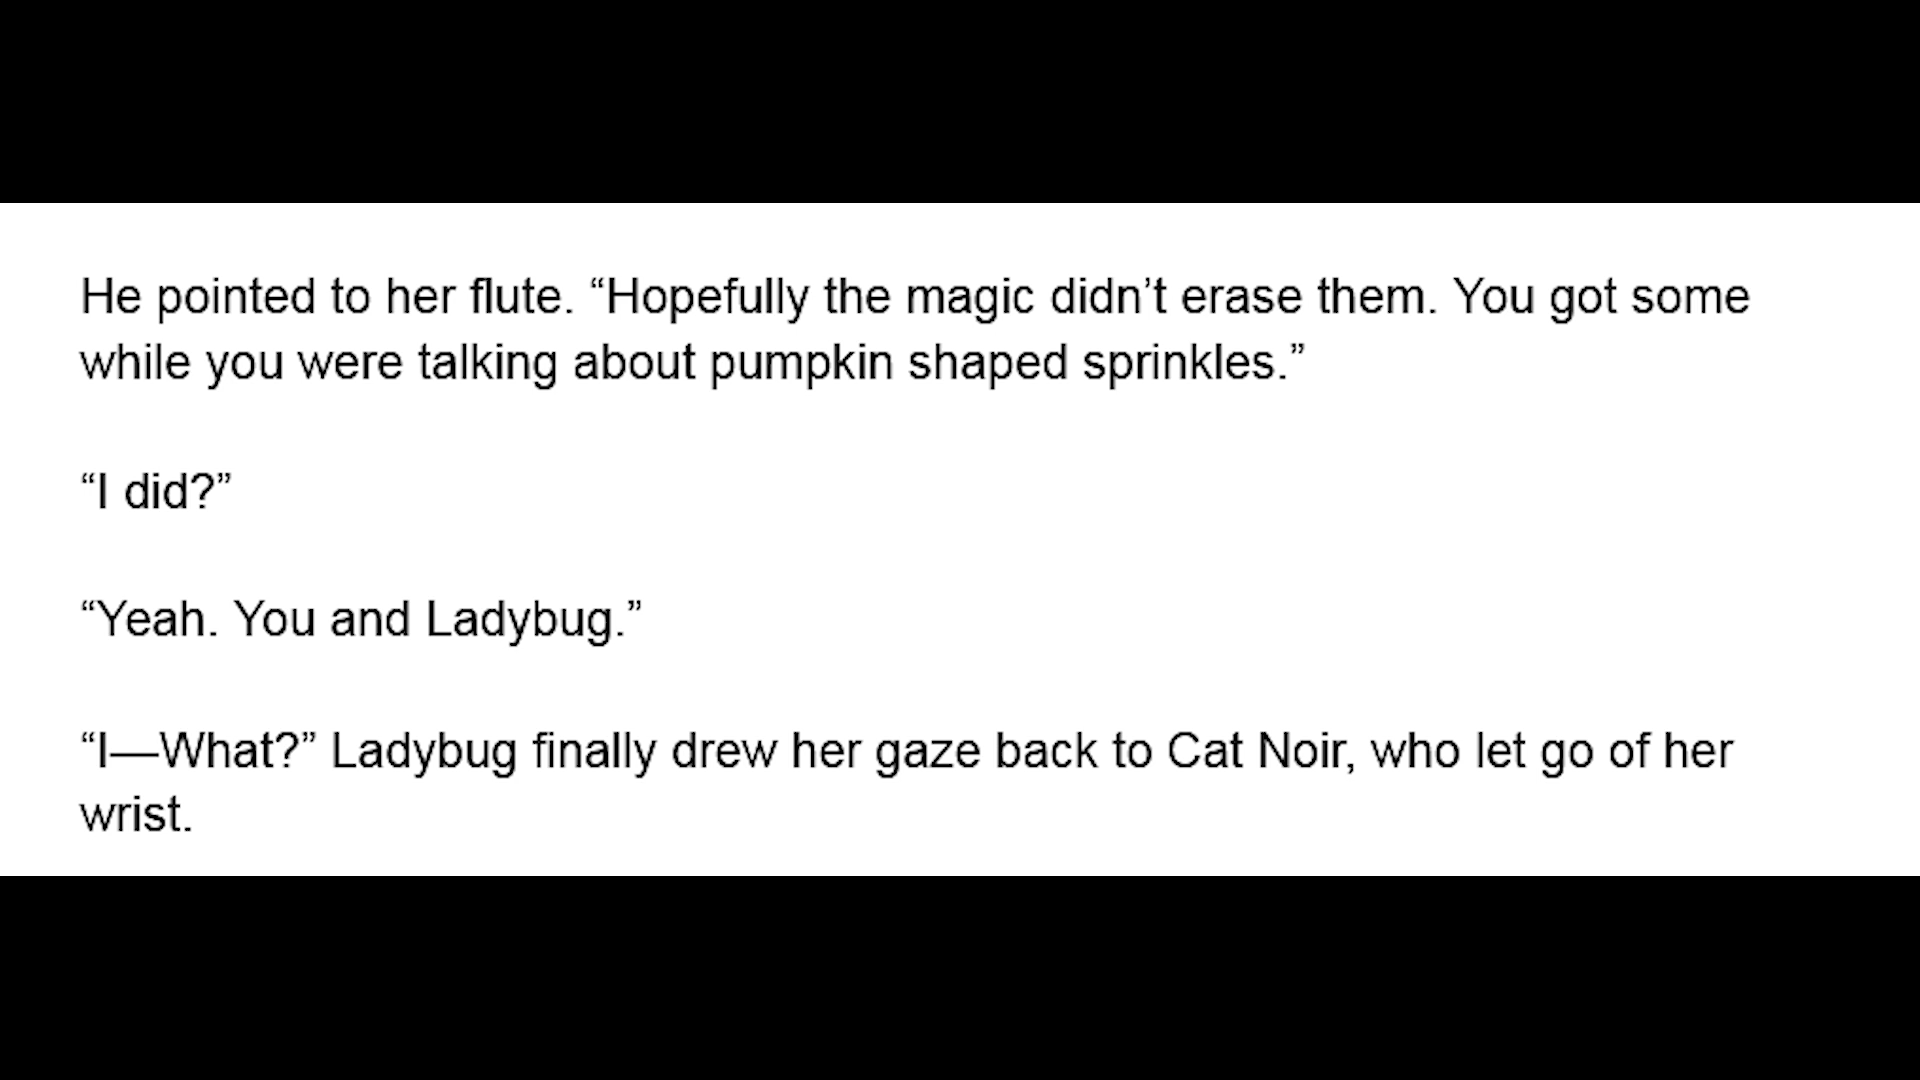 He pointed to her flute. “Hopefully the magic didn’t erase them. You got some
while you were talking about pumpkin shaped sprinkles.”
“I did?”
“Yeah. You and Ladybug.”
“I—What?” Ladybug finally drew her gaze back to Cat Noir, who let go of her
wrist.